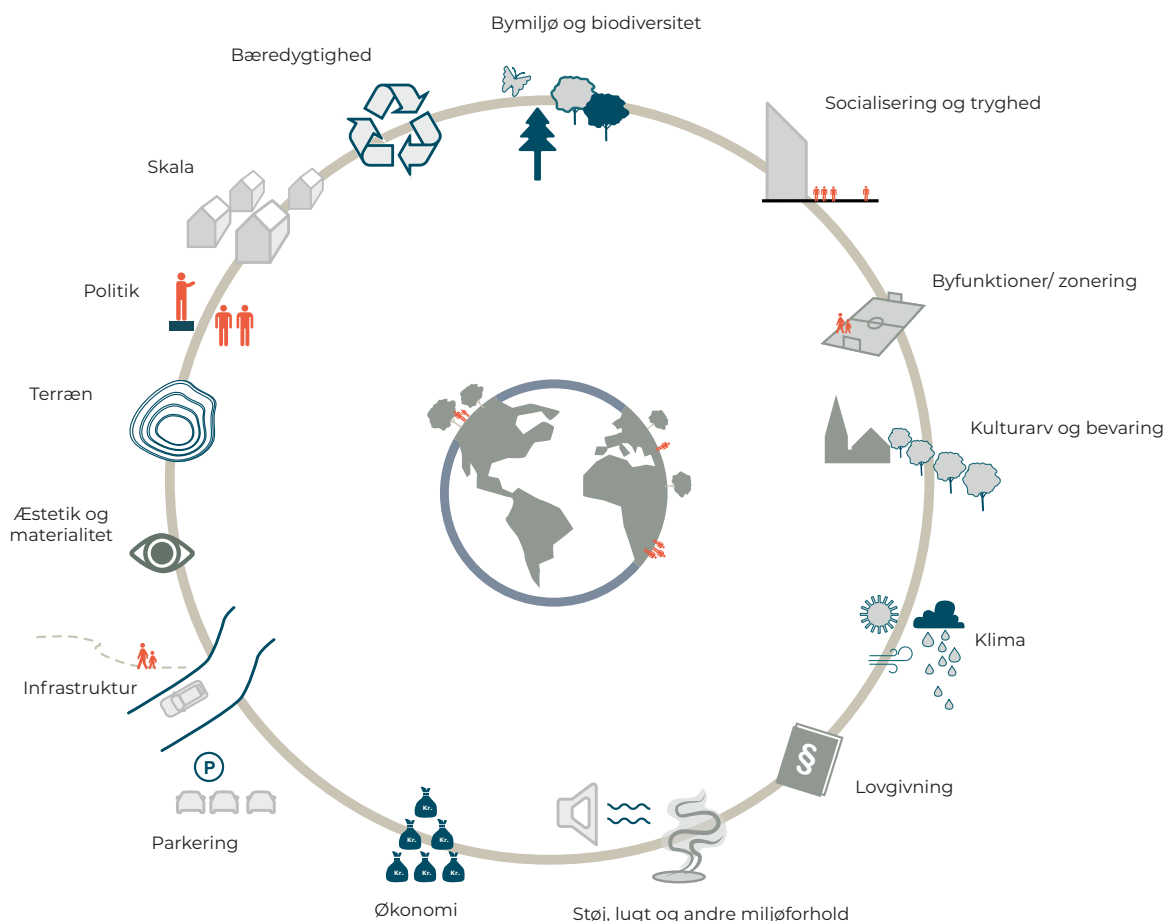 Bymiljø og biodiversitet
Bæredygtighed
Socialisering og tryghed
Skala
Byfunktioner/ zonering
Politik
Terræn
Kulturarv og bevaring
Æstetik og
materialitet
Klima
Infrastruktur
P
§
Lovgivning
Parkering
Kr.
Kr. Kr.
Kr. Kr. Kr.
Økonomi
Støj, lugt og andre miljøforhold